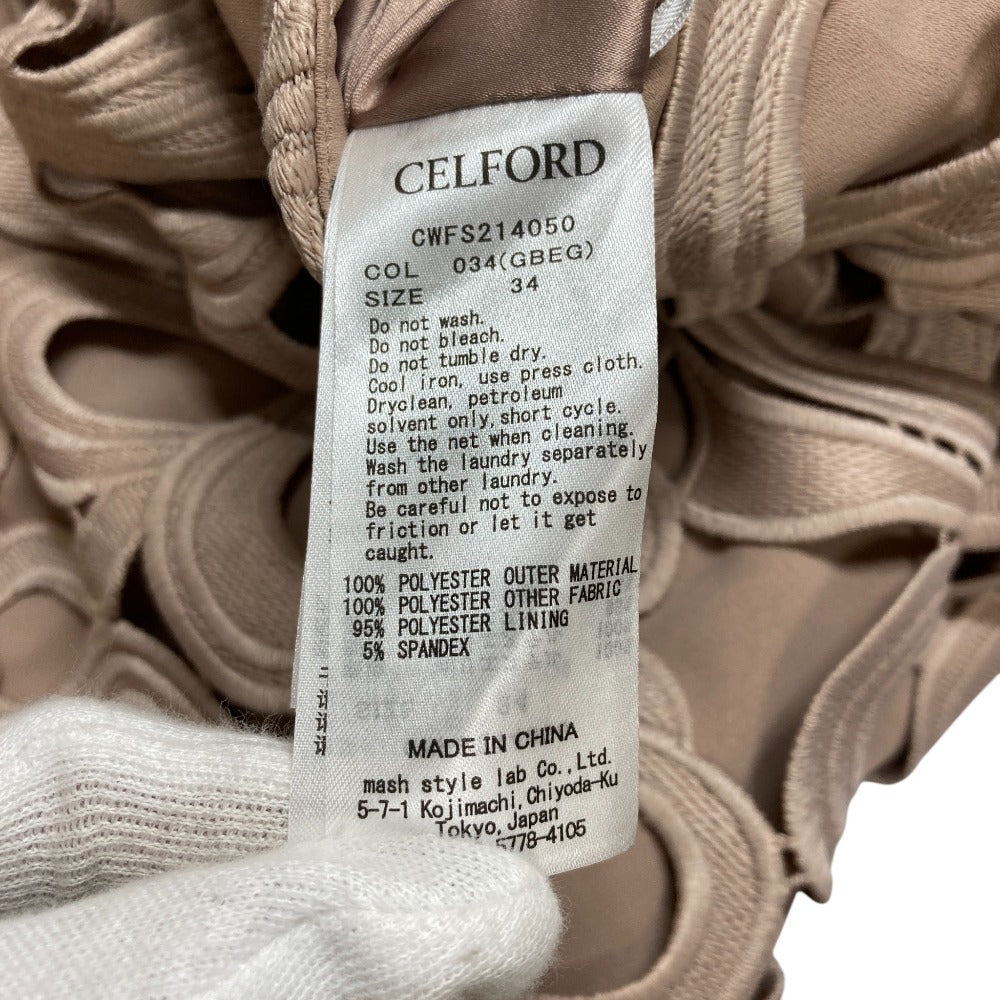 CELFORD
CWFS214050
COL 034(GBEG)
SIZE 34
Do not wash.
Do not bleach.
Do not tumble dry.
Cool iron, use press cloth.
Dryclean, petroleum
solvent only, short cycle.
Use the net when cleaning.
Wash the laundry separately
from other laundry.
Be careful not to expose to
friction or let it get
caught.
100% POLYESTER OUTER MATERIAL
100% POLYESTER OTHER FABRIC
95% POLYESTER LINING
5% SPANDEX
MADE IN CHINA
mash style lab Co., Ltd.
5-7-1 Kojimachi, Chiyoda-Ku
Tokyo, Japan
5778-4105